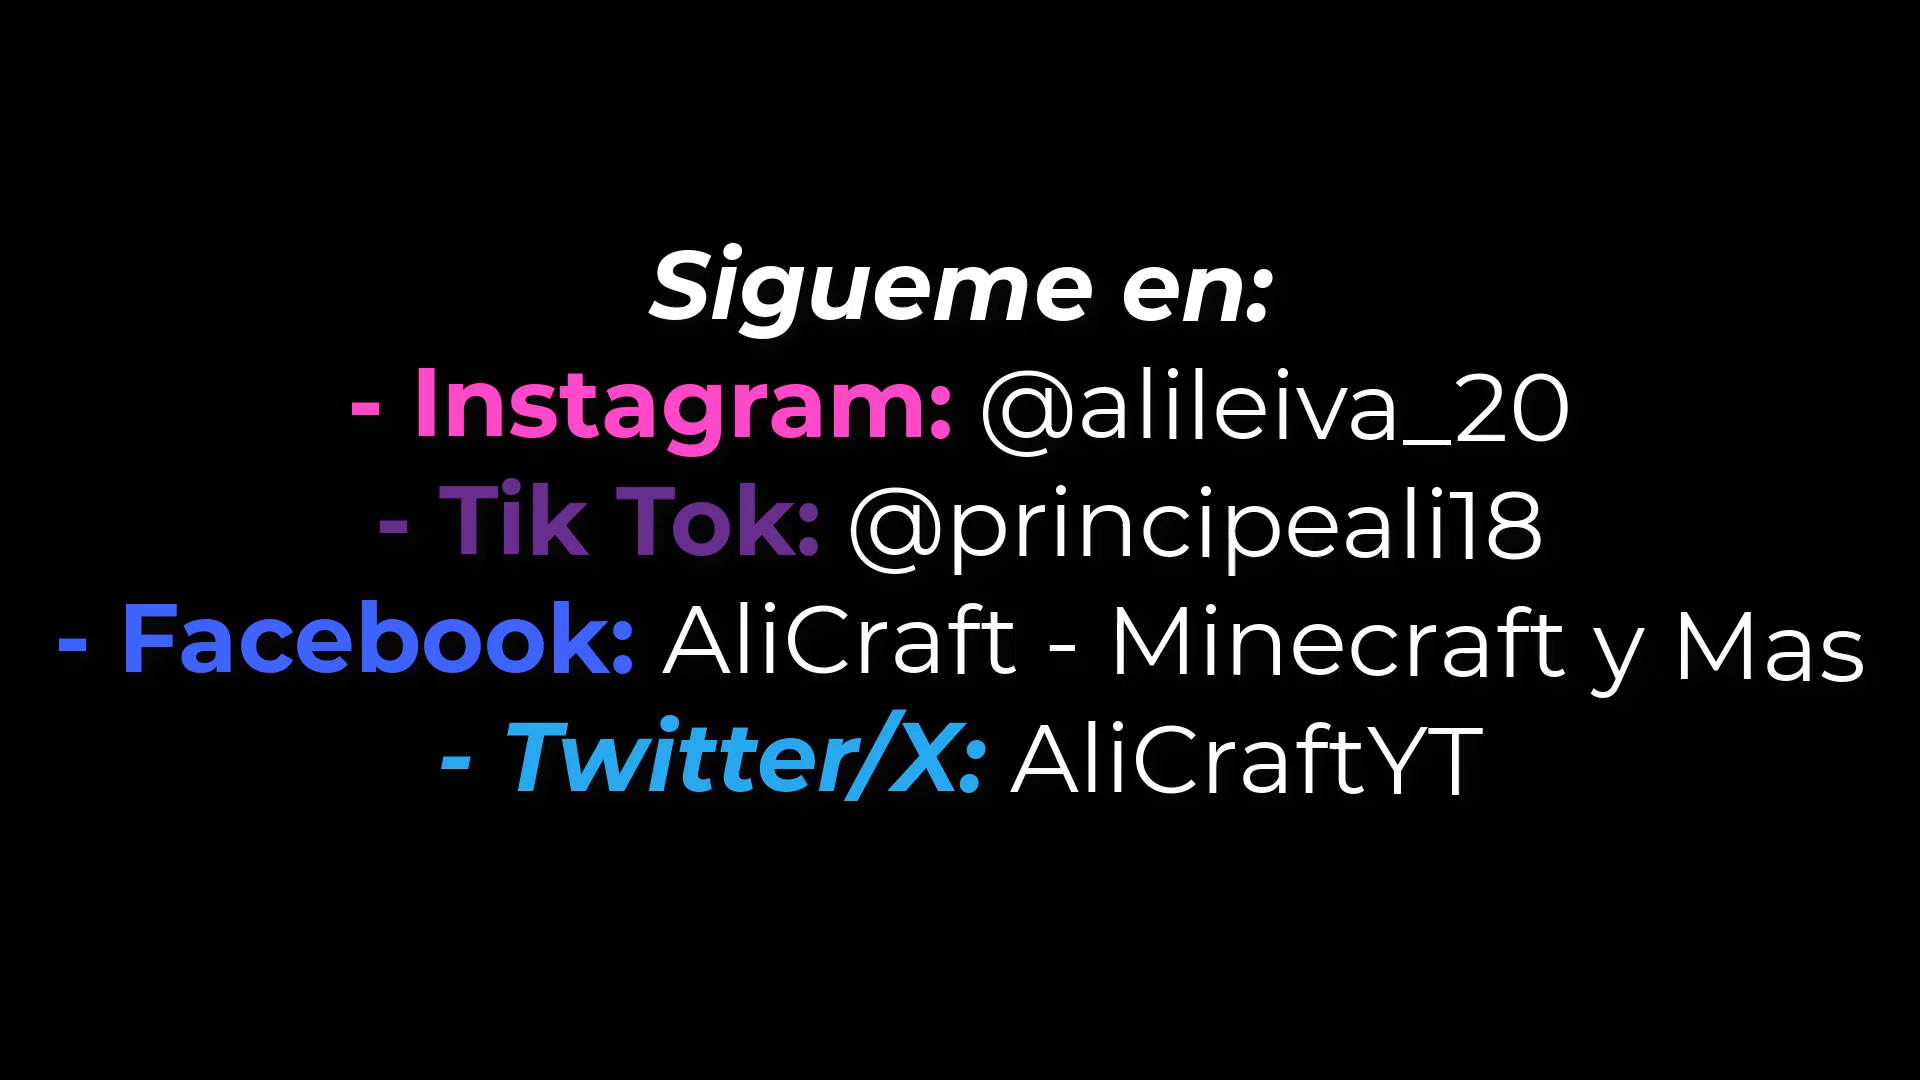 Sigueme en:
- Instagram: @alileiva_20
- Tik Tok: @principeali18
- Facebook: AliCraft - Minecraft y Mas
- Twitter/X: AliCraftYT